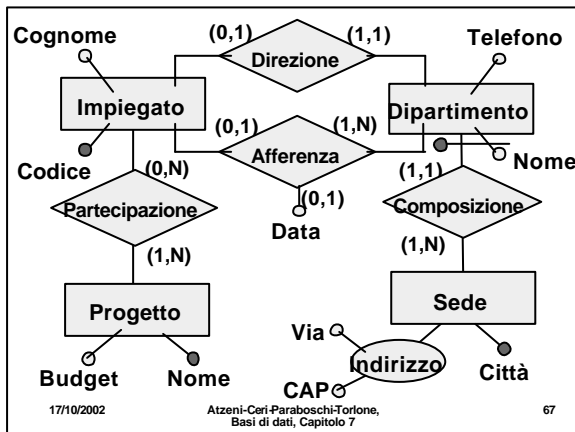 Cognome (0,1) (1,1) Telefono
Direzione
Impiegato Dipartimento
(0,1) (1,N)
Afferenza
Codice (0,N) (1,1) Nome
(0,1)
Partecipazione Composizione
Data
(1,N) (1,N)
Progetto Sede
Via
Indirizzo
Budget Nome CAP Città
17/10/2002 Atzeni-Ceri-Paraboschi-Torlone, 67
Basi di dati, Capitolo 7